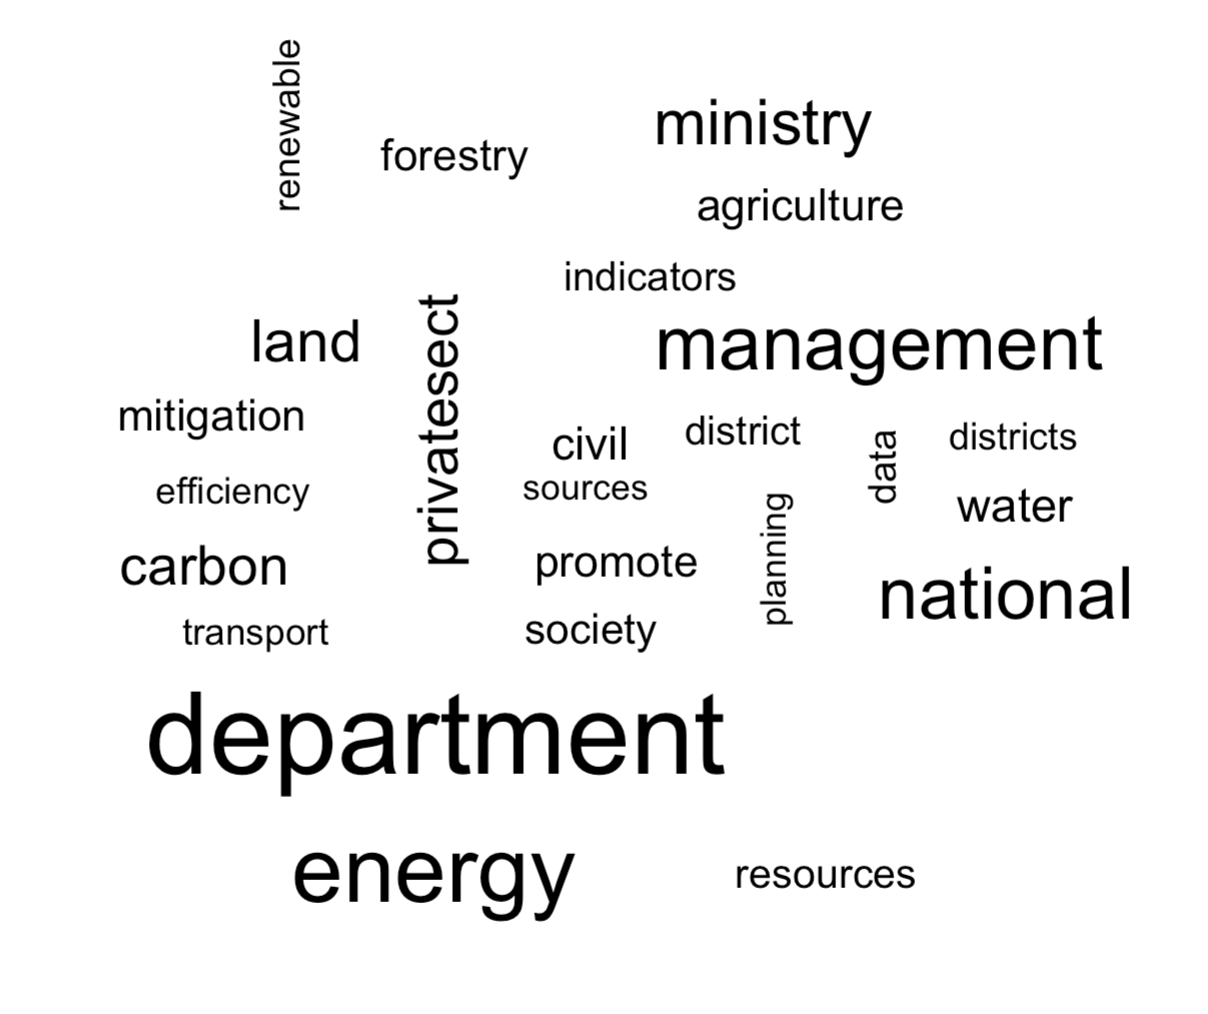 renewable
forestry
ministry
agriculture
indicators
land
privatesect
management
mitigation
civil
district
data
districts
efficiency
sources
planning
water
carbon
promote
national
transport
society
department
energy
resources